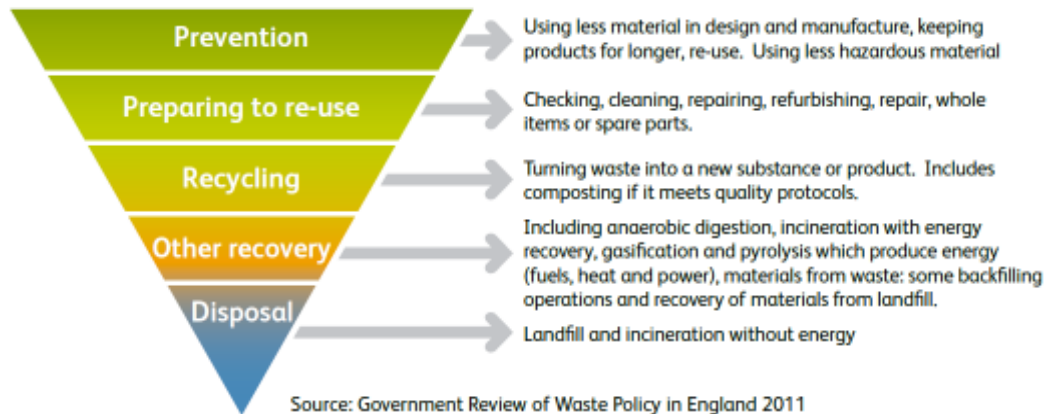 Prevention
Using less material in design and manufacture, keeping
products for longer, re-use. Using less hazardous material
Preparing to re-use
Checking, cleaning, repairing, refurbishing, repair, whole
items or spare parts.
Recycling
Turning waste into a new substance or product. Includes
composting if it meets quality protocols.
Other recovery
Including anaerobic digestion, incineration with energy
recovery, gasification and pyrolysis which produce energy
(fuels, heat and power), materials from waste: some backfilling
operations and recovery of materials from landfill.
Disposal
Landfill and incineration without energy
Source: Government Review of Waste Policy in England 2011